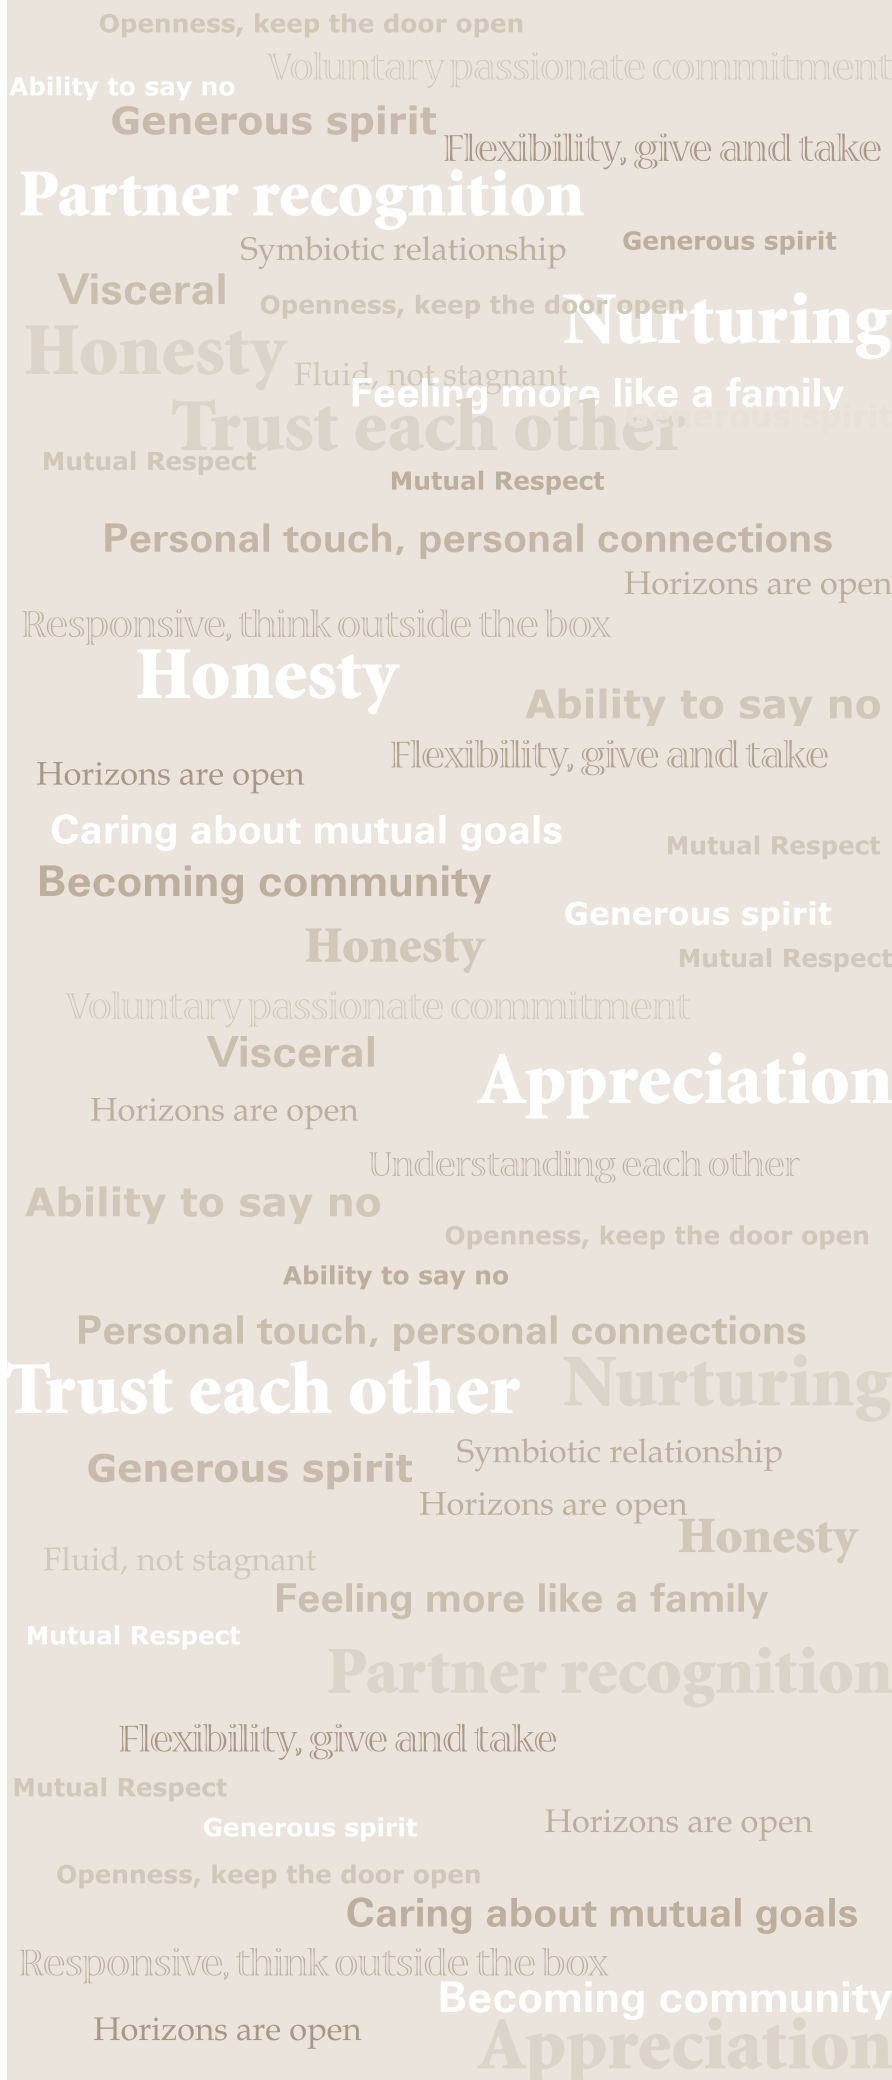 Openness, keep the door open
Voluntary passionate commitment
Ability to say no
Generous spirit
Flexibility, give and take
Partner recognition
Symbiotic relationship
Generous spirit
Visceral
Openness, keep the door open
Nurturing
Honesty
Fluid, not stagnant
Feeling more like a family
Generous spirit
Trust each other
Mutual Respect
Mutual Respect
Personal touch, personal connections
Horizons are open
Responsive, think outside the box
Honesty
Ability to say no
Flexibility, give and take
Horizons are open
Caring about mutual goals
Mutual Respect
Becoming community
Generous spirit
Honesty
Mutual Respect
Voluntary passionate commitment
Visceral
Appreciation
Horizons are open
Understanding each other
Ability to say no
Openness, keep the door open
Ability to say no
Personal touch, personal connections
Trust each other
Nurturing
Symbiotic relationship
Generous spirit
Horizons are open
Honesty
Fluid, not stagnant
Feeling more like a family
Mutual Respect
Partner recognition
Flexibility, give and take
Mutual Respect
Horizons are open
Generous spirit
Openness, keep the door open
Caring about mutual goals
Responsive, think outside the box
Becoming community
Horizons are open
Appreciation